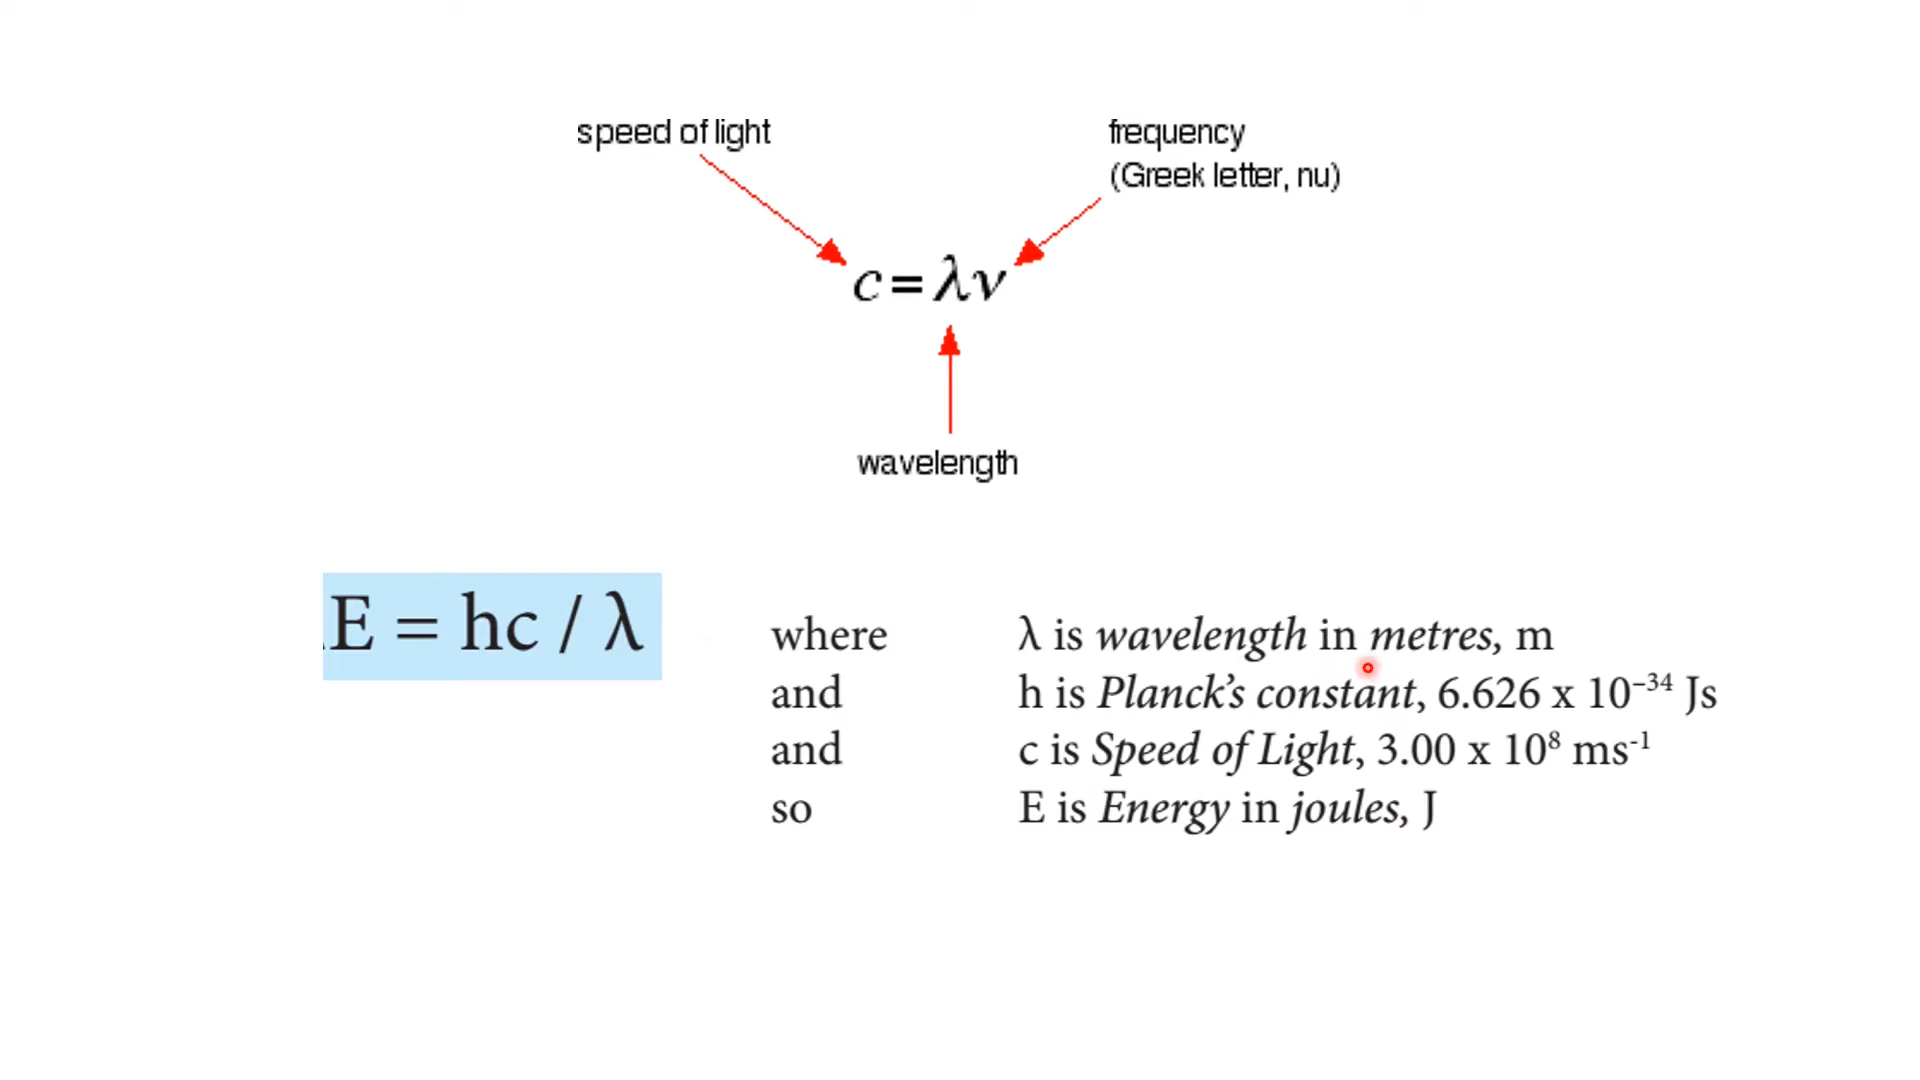 speed of light
frequency
(Greek letter, nu)
c = λν
wavelength
E = hc / λ
where λ is wavelength in metres, m
and h is Planck’s constant, 6.626 x 10⁻³⁴ Js
and c is Speed of Light, 3.00 x 10⁸ ms⁻¹
so E is Energy in joules, J